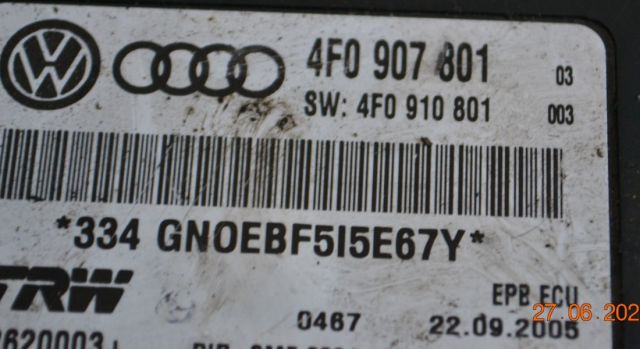 4F0 907 801 03
SW: 4F0 910 801 003
*334 GNOEBF5I5E67Y*
TRW
EPB ECU
27.06.202
0467 22.09.2005